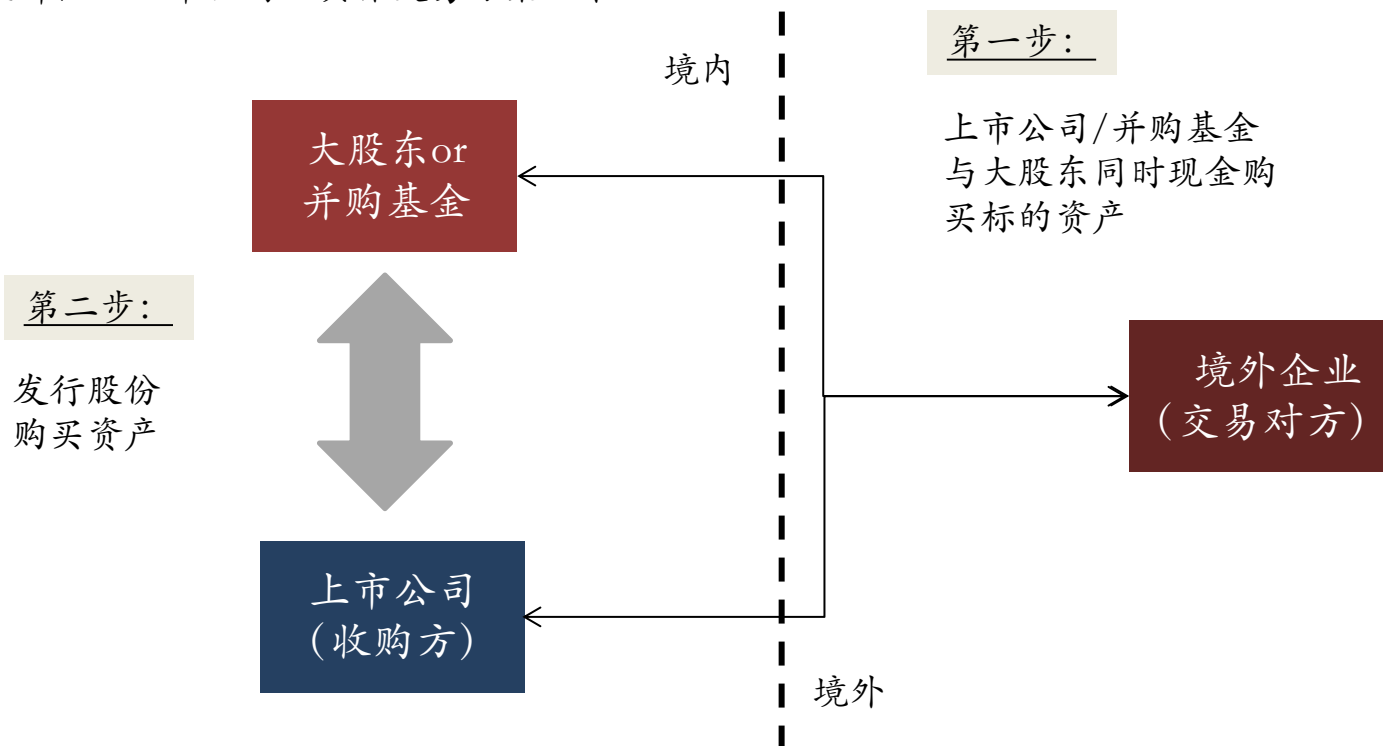 境内
第一步：
大股东or
并购基金
上市公司/并购基金
与大股东同时现金购
买标的资产
第二步：
发行股份
购买资产
境外企业
（交易对方）
上市公司
（收购方）
境外